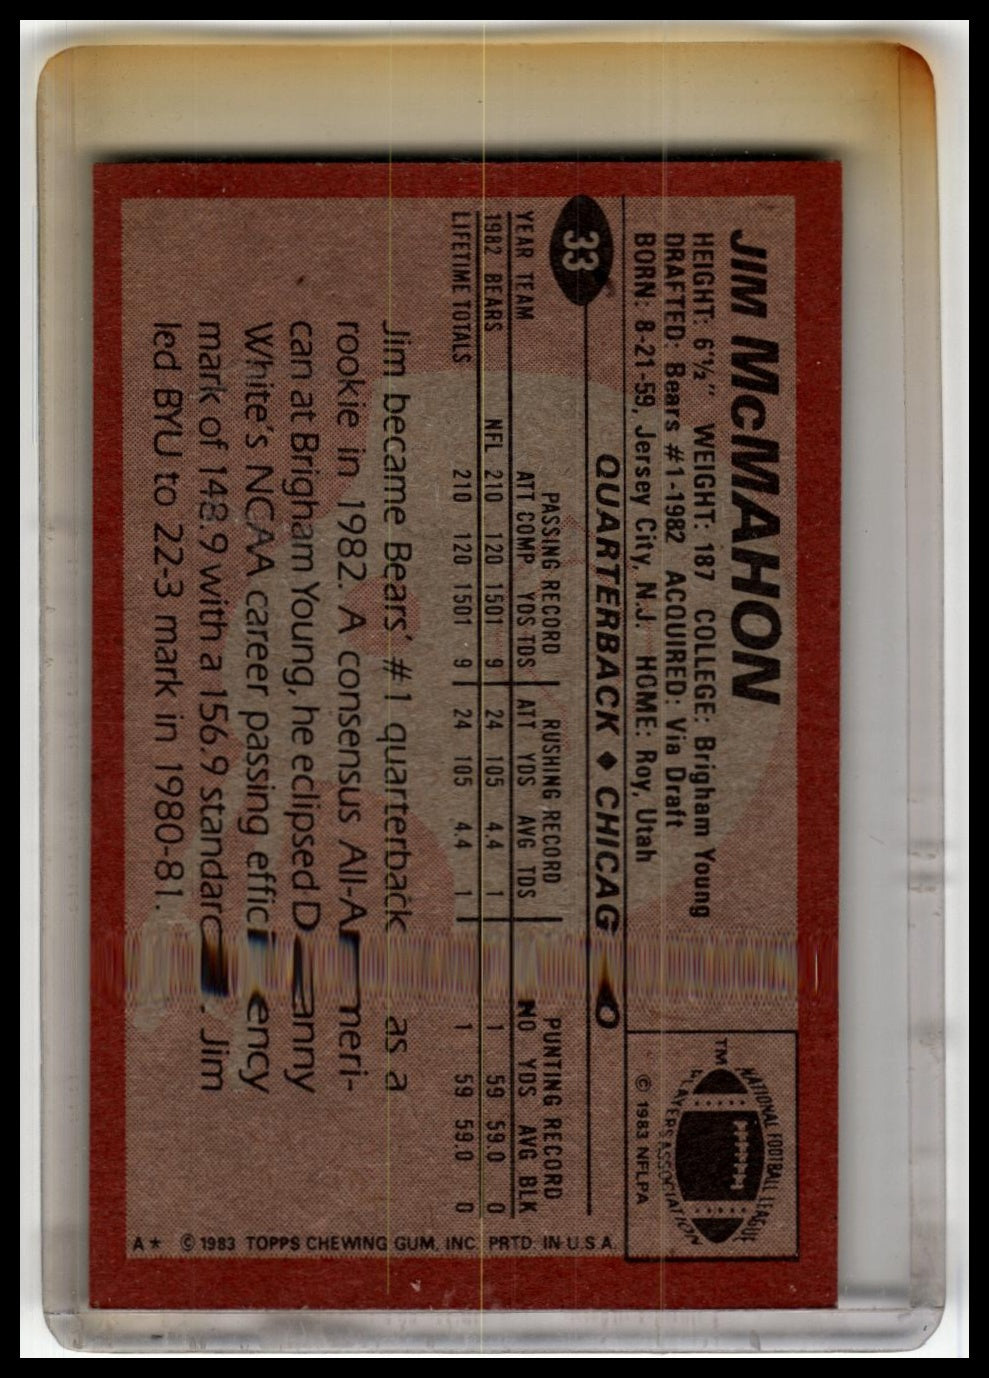 JIM McMAHON
HEIGHT: 6'½" WEIGHT: 187 COLLEGE: Brigham Young
DRAFTED: Bears #1-1982 ACQUIRED: Via Draft
BORN: 8-21-59, Jersey City, N.J. HOME: Roy, Utah
TM
NATIONAL FOOTBALL LEAGUE
PLAYERS ASSOCIATION
© 1983 NFLPA
33
QUARTERBACK ♦ CHICAGO
PASSING RECORD RUSHING RECORD PUNTING RECORD
YEAR TEAM ATT COMP YDS TDS ATT YDS AVG TDS NO YDS AVG BLK
1982 BEARS NFL 210 120 1501 9 24 105 4.4 1 1 59 59.0 0
LIFETIME TOTALS 210 120 1501 9 24 105 4.4 1 1 59 59.0 0
Jim became Bears' #1 quarterback as a
rookie in 1982. A consensus All-Ameri-
can at Brigham Young, he eclipsed Danny
White's NCAA career passing efficiency
mark of 148.9 with a 156.9 standard. Jim
led BYU to 22-3 mark in 1980-81.
A* © 1983 TOPPS CHEWING GUM, INC. PRTD. IN U.S.A.